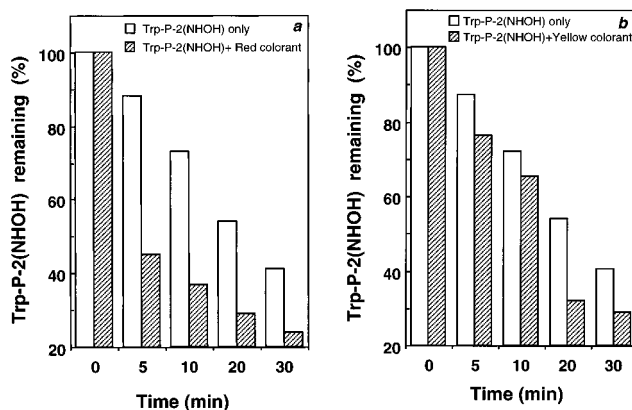 a
Trp-P-2(NHOH) only
Trp-P-2(NHOH)+ Red colorant
100
80
60
40
20
0 5 10 20 30
Time (min)
Trp-P-2(NHOH) remaining (%)
b
Trp-P-2(NHOH) only
Trp-P-2(NHOH)+Yellow colorant
100
80
60
40
20
0 5 10 20 30
Time (min)
Trp-P-2(NHOH) remaining (%)